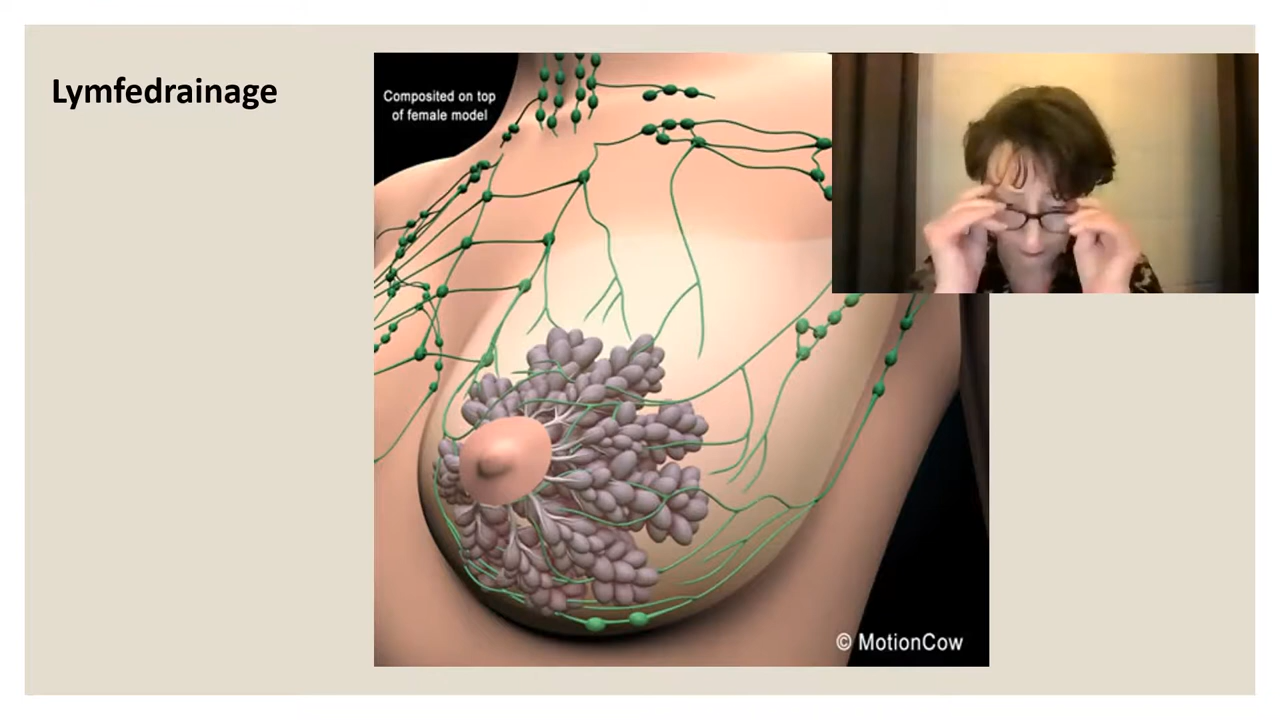 Lymfedrainage
Composited on top
of female model
© MotionCow